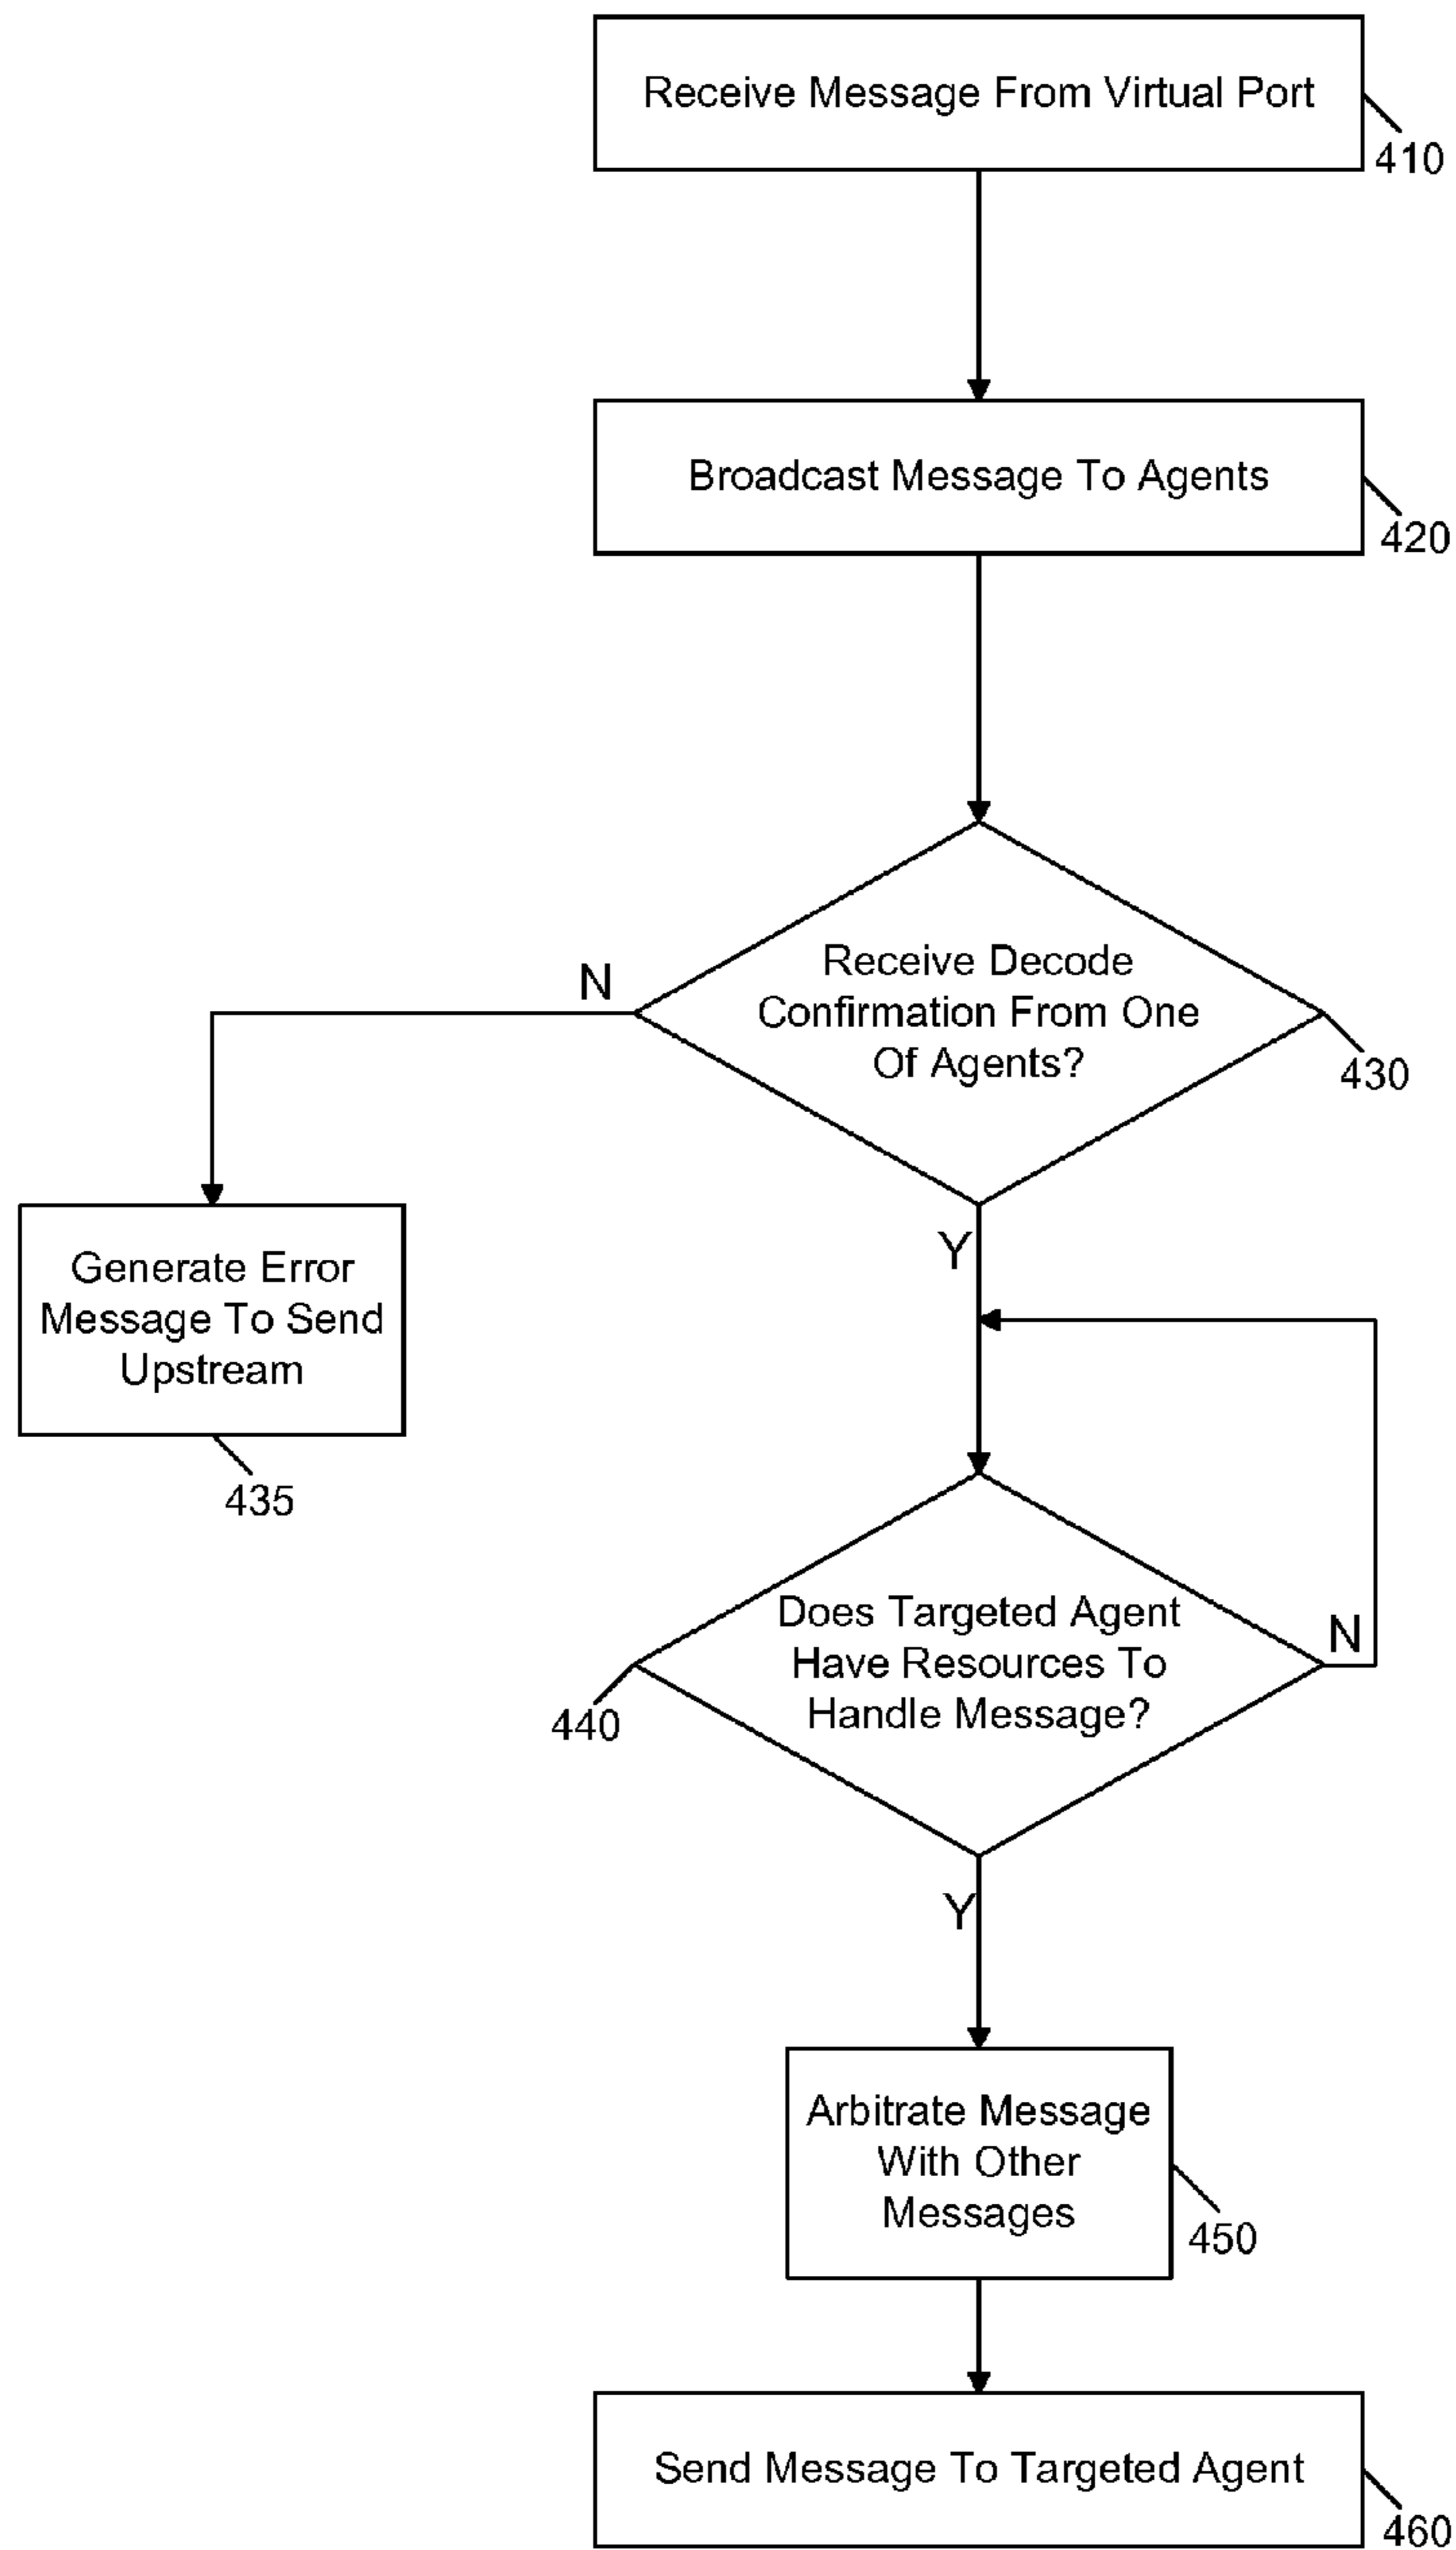 Receive Message From Virtual Port
410
Broadcast Message To Agents
420
Receive Decode
Confirmation From One
Of Agents?
430
N
Y
Generate Error
Message To Send
Upstream
435
Does Targeted Agent
Have Resources To
Handle Message?
440
N
Y
Arbitrate Message
With Other
Messages
450
Send Message To Targeted Agent
460